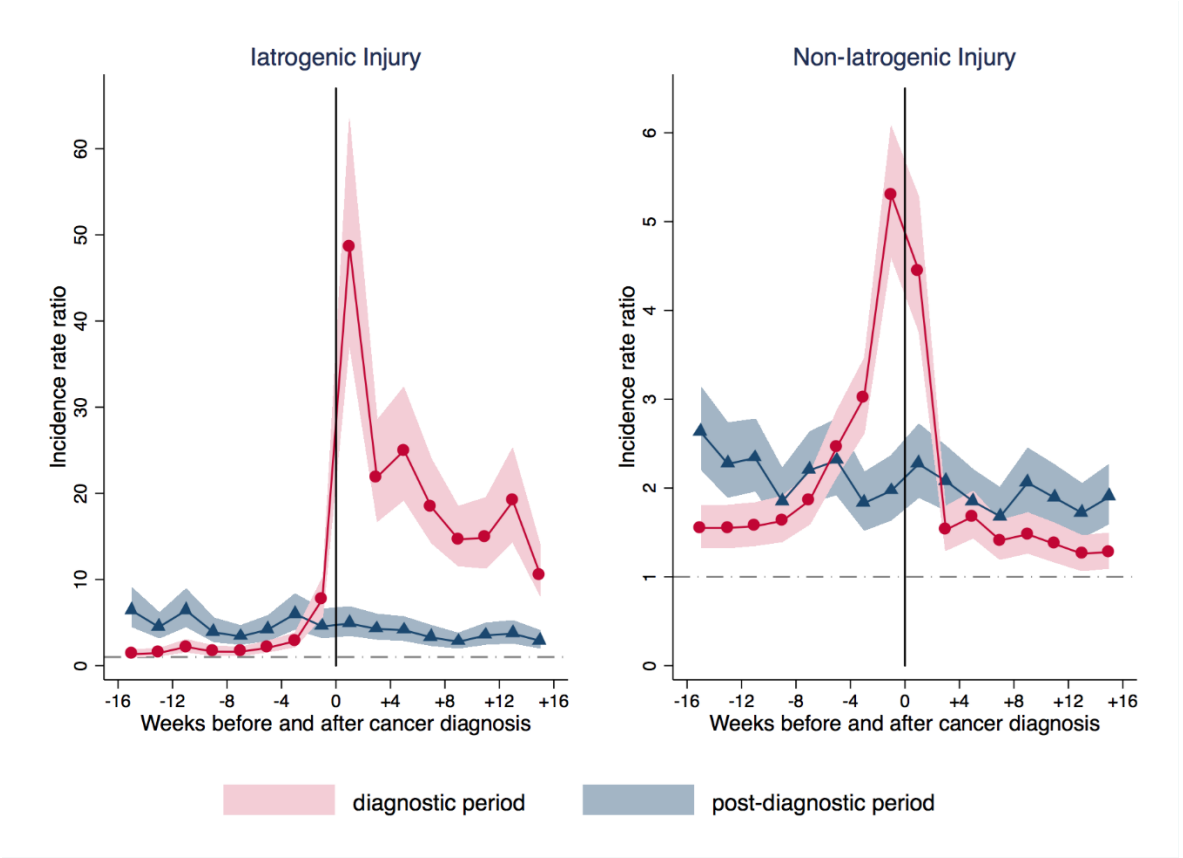 Iatrogenic Injury
Incidence rate ratio
60
50
40
30
20
10
0
-16 -12 -8 -4 0 +4 +8 +12 +16
Weeks before and after cancer diagnosis
Non-Iatrogenic Injury
Incidence rate ratio
6
5
4
3
2
1
0
-16 -12 -8 -4 0 +4 +8 +12 +16
Weeks before and after cancer diagnosis
diagnostic period post-diagnostic period